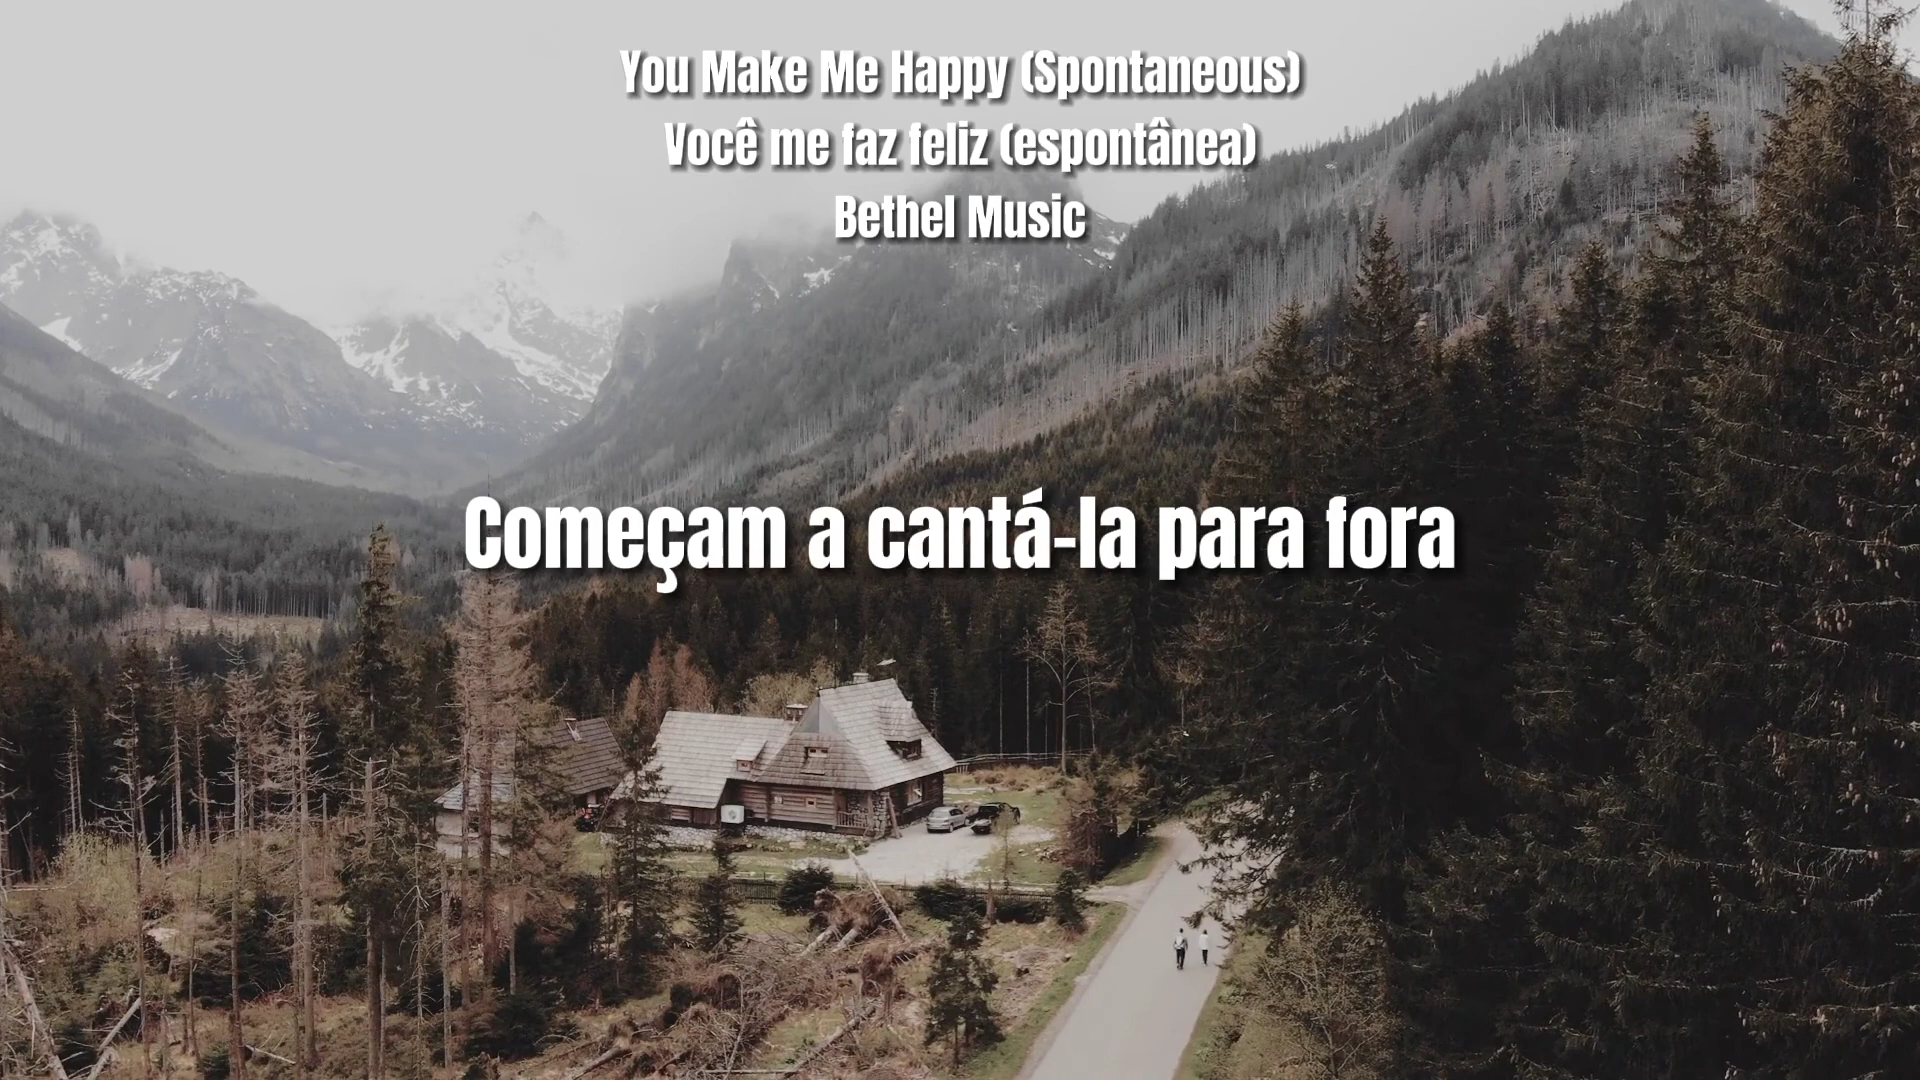 You Make Me Happy (Spontaneous)
Você me faz feliz (espontânea)
Bethel Music
Começam a cantá-la para fora